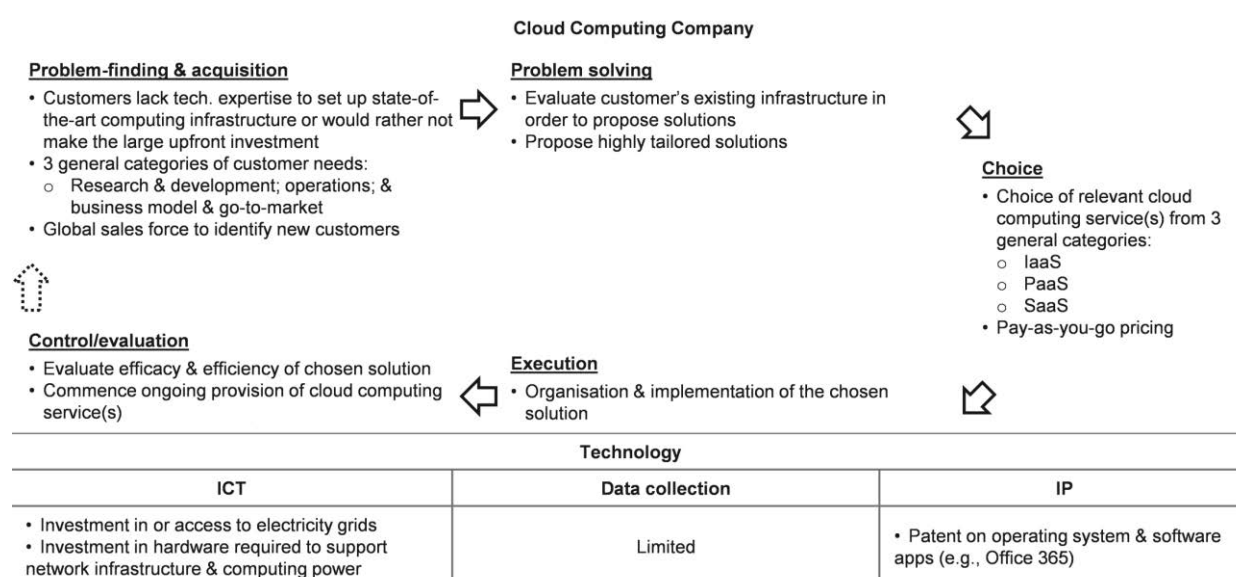 Cloud Computing Company
Problem-finding & acquisition
• Customers lack tech. expertise to set up state-of-
the-art computing infrastructure or would rather not
make the large upfront investment
• 3 general categories of customer needs:
o Research & development; operations; &
business model & go-to-market
• Global sales force to identify new customers
Problem solving
• Evaluate customer's existing infrastructure in
order to propose solutions
• Propose highly tailored solutions
Choice
• Choice of relevant cloud
computing service(s) from 3
general categories:
o IaaS
o PaaS
o SaaS
• Pay-as-you-go pricing
Execution
• Organisation & implementation of the chosen
solution
Control/evaluation
• Evaluate efficacy & efficiency of chosen solution
• Commence ongoing provision of cloud computing
service(s)
Technology
ICT
Data collection
IP
• Investment in or access to electricity grids
• Investment in hardware required to support
network infrastructure & computing power
Limited
• Patent on operating system & software
apps (e.g., Office 365)